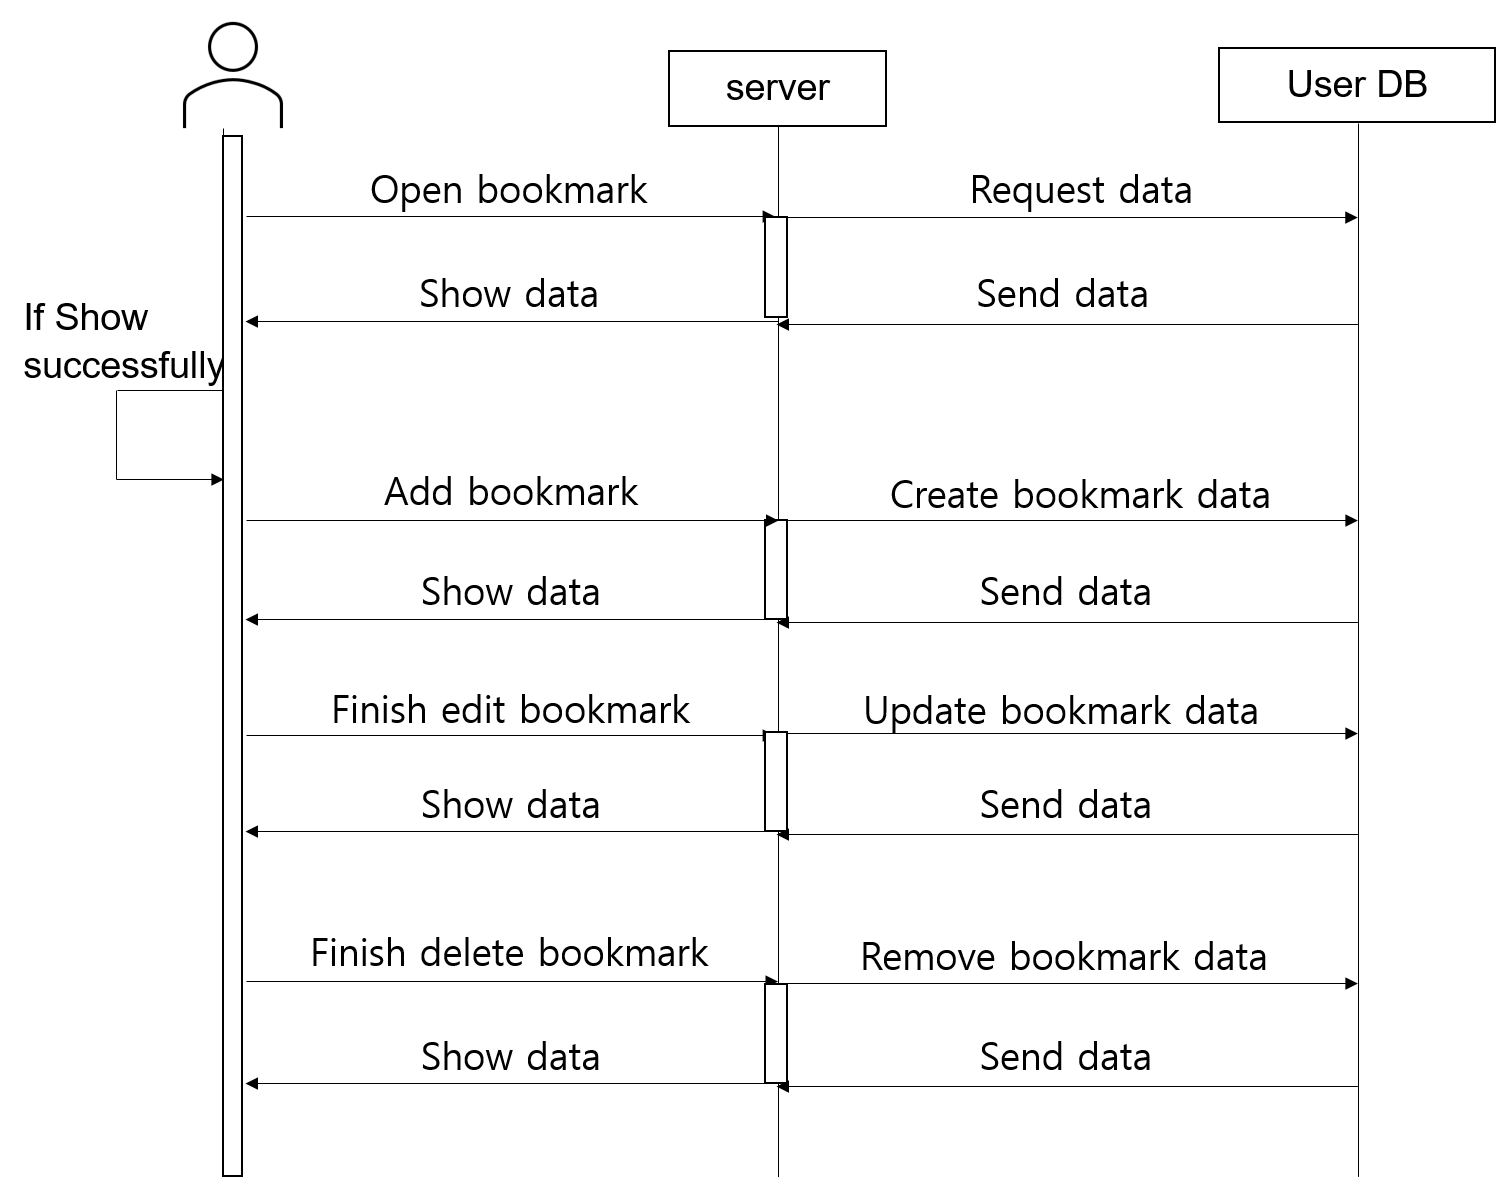 server
User DB
Open bookmark
Request data
Show data
Send data
If Show
successfully
Add bookmark
Create bookmark data
Show data
Send data
Finish edit bookmark
Update bookmark data
Show data
Send data
Finish delete bookmark
Remove bookmark data
Show data
Send data